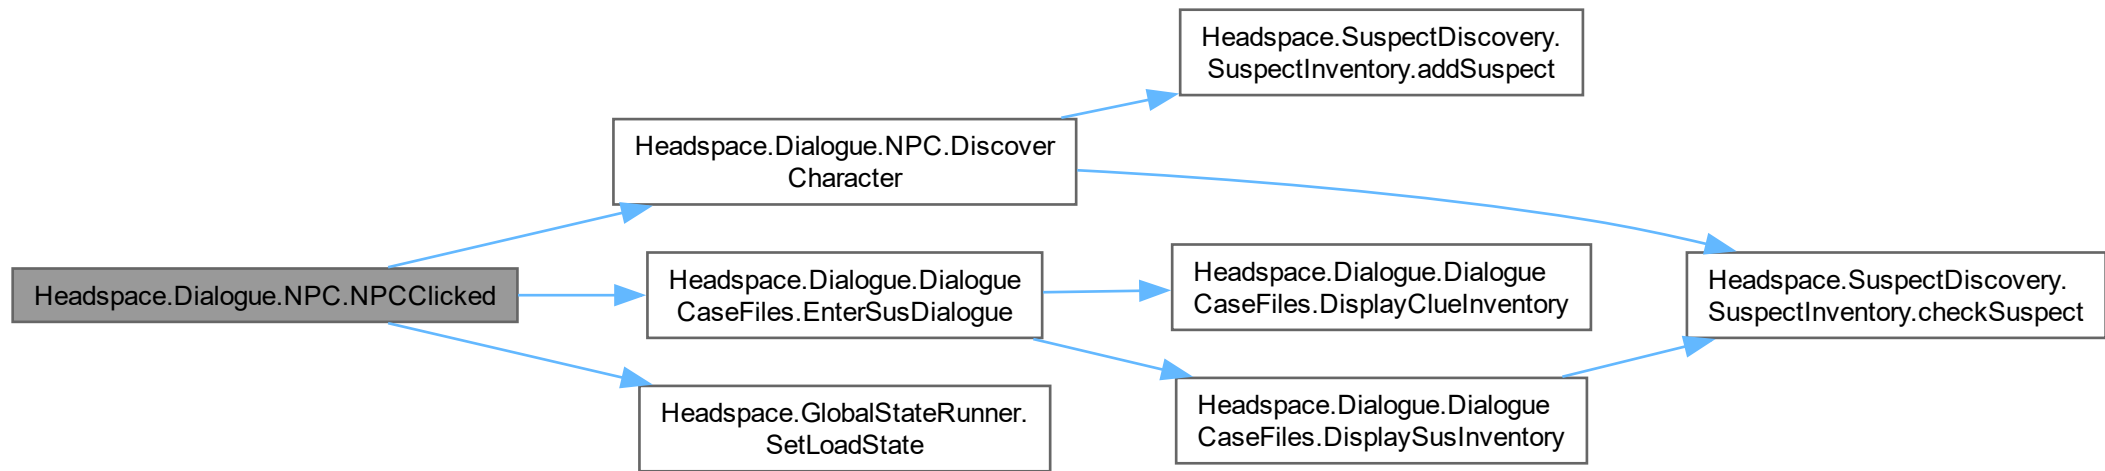 Headspace.Dialogue.NPC.NPCClicked
Headspace.Dialogue.NPC.Discover
Character
Headspace.SuspectDiscovery.
SuspectInventory.addSuspect
Headspace.SuspectDiscovery.
SuspectInventory.checkSuspect
Headspace.Dialogue.Dialogue
CaseFiles.EnterSusDialogue
Headspace.Dialogue.Dialogue
CaseFiles.DisplayClueInventory
Headspace.Dialogue.Dialogue
CaseFiles.DisplaySusInventory
Headspace.GlobalStateRunner.
SetLoadState